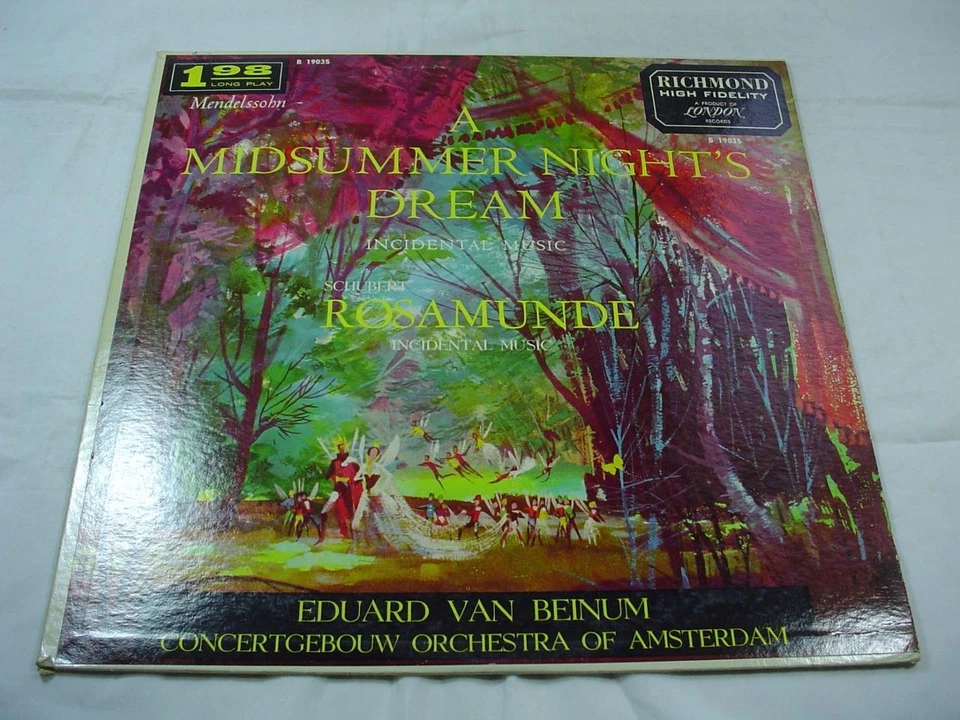 1 98
LONG PLAY
B 19035
RICHMOND
HIGH FIDELITY
A PRODUCT OF
LONDON
RECORDS
B 19035
Mendelssohn
A
MIDSUMMER NIGHT'S
DREAM
INCIDENTAL MUSIC
SCHUBERT
ROSAMUNDE
INCIDENTAL MUSIC
EDUARD VAN BEINUM
CONCERTGEBOUW ORCHESTRA OF AMSTERDAM